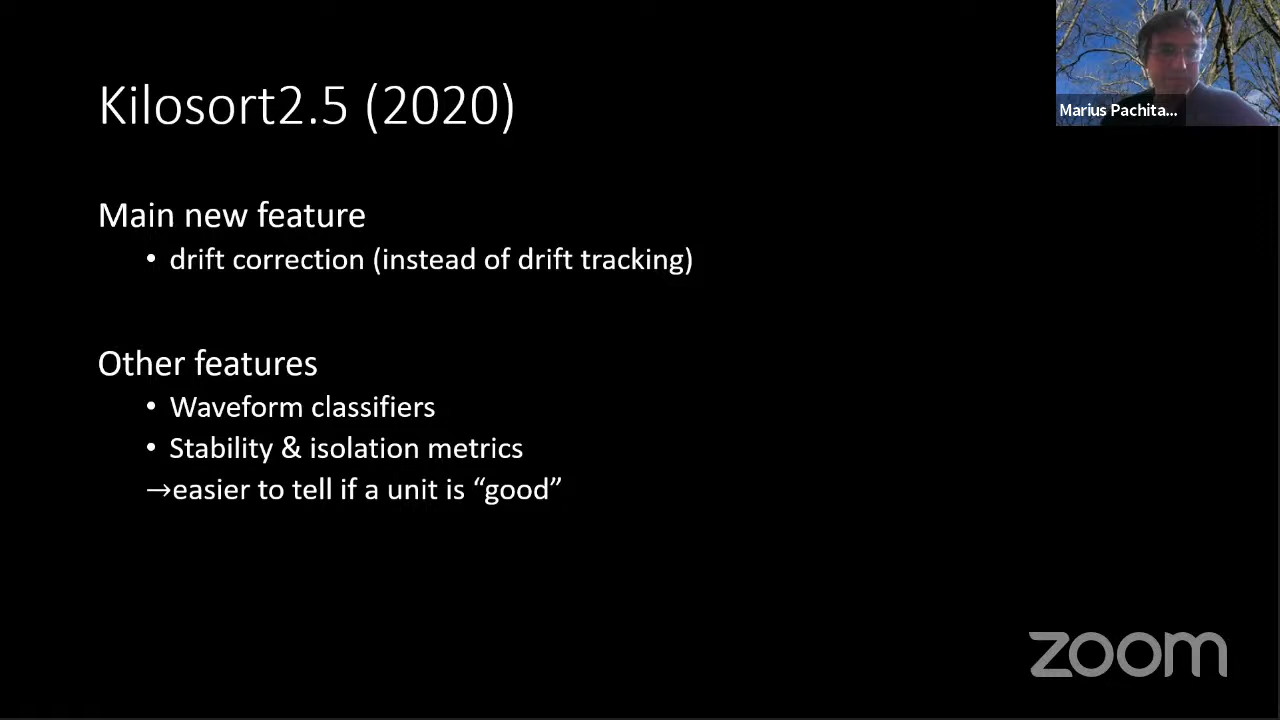 Kilosort2.5 (2020)
Marius Pachita...
Main new feature
• drift correction (instead of drift tracking)
Other features
• Waveform classifiers
• Stability & isolation metrics
→easier to tell if a unit is “good”
zoom